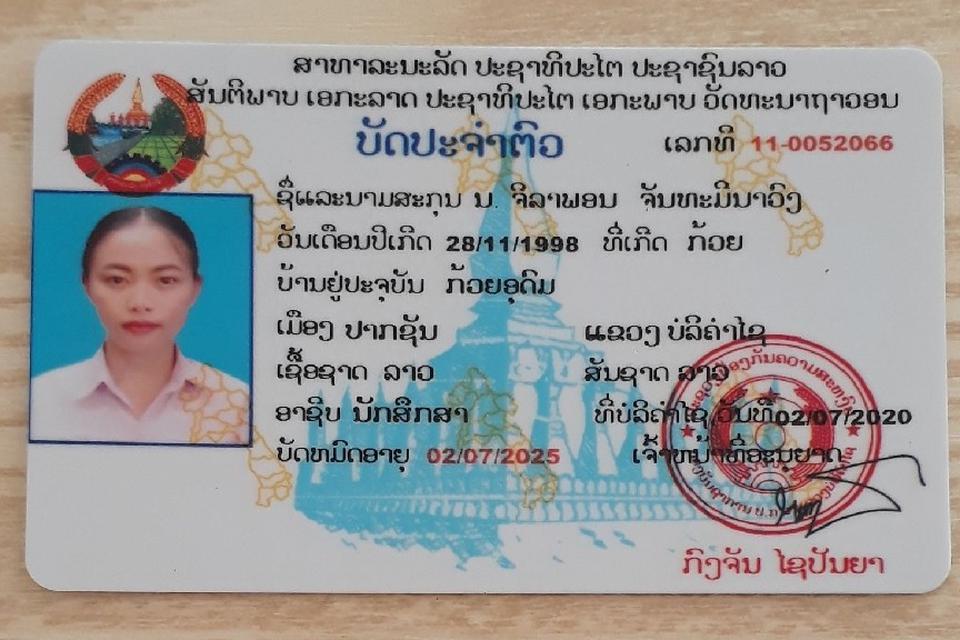 ສາທາລະນະລັດ ປະຊາທິປະໄຕ ປະຊາຊົນລາວ
ສັນຕິພາບ ເອກະລາດ ປະຊາທິປະໄຕ ເອກະພາບ ວັດທະນາຖາວອນ
ບັດປະຈຳຕົວ ເລກທີ 11-0052066
ຊື່ແລະນາມສະກຸນ ນ. ຈິລາພອນ ຈັນທະມີນາວົງ
ວັນເດືອນປີເກີດ 28/11/1998 ທີ່ເກີດ ກ້ວຍ
ບ້ານຢູ່ປະຈຸບັນ ກ້ວຍອຸດົມ
ເມືອງ ປາກຊັນ ແຂວງ ບໍລິຄຳໄຊ
ເຊື້ອຊາດ ລາວ ສັນຊາດ ລາວ
ອາຊີບ ນັກສຶກສາ ທີ່ບໍລິຄຳໄຊ ວັນທີ 02/07/2020
ບັດຫມົດອາຍຸ 02/07/2025 ເຈົ້າຫນ້າທີ່ອະນຸຍາດ
ກົງຈັນ ໄຊປັນຍາ